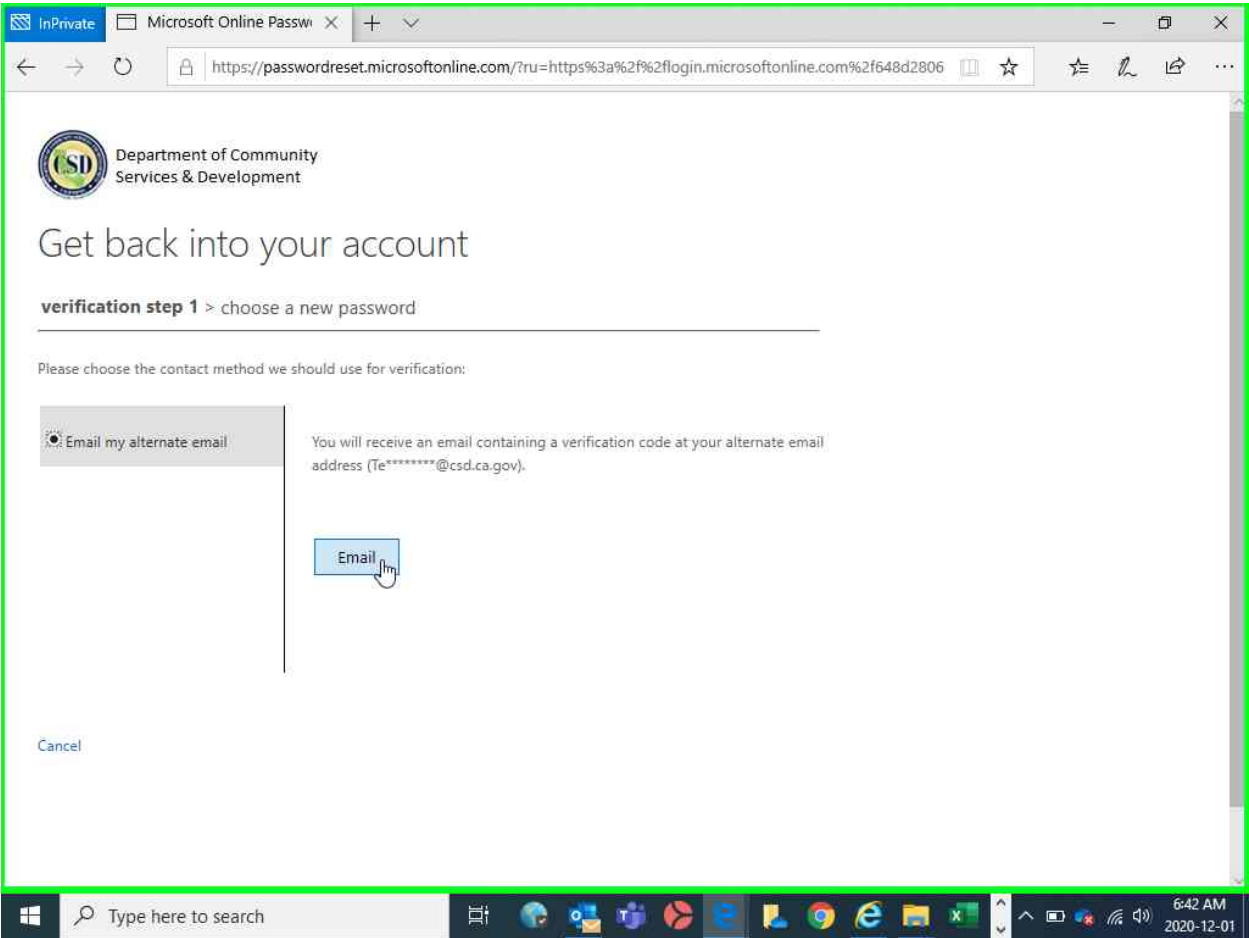 InPrivate
Microsoft Online Passw
https://passwordreset.microsoftonline.com/?ru=https%3a%2f%2flogin.microsoftonline.com%2f648d2806
CSD
Department of Community
Services & Development
Get back into your account
verification step 1 > choose a new password
Please choose the contact method we should use for verification:
Email my alternate email
You will receive an email containing a verification code at your alternate email
address (Te********@csd.ca.gov).
Email
Cancel
Type here to search
6:42 AM
2020-12-01